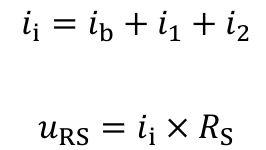 i_i = i_b + i_1 + i_2
u_RS = i_i × R_S